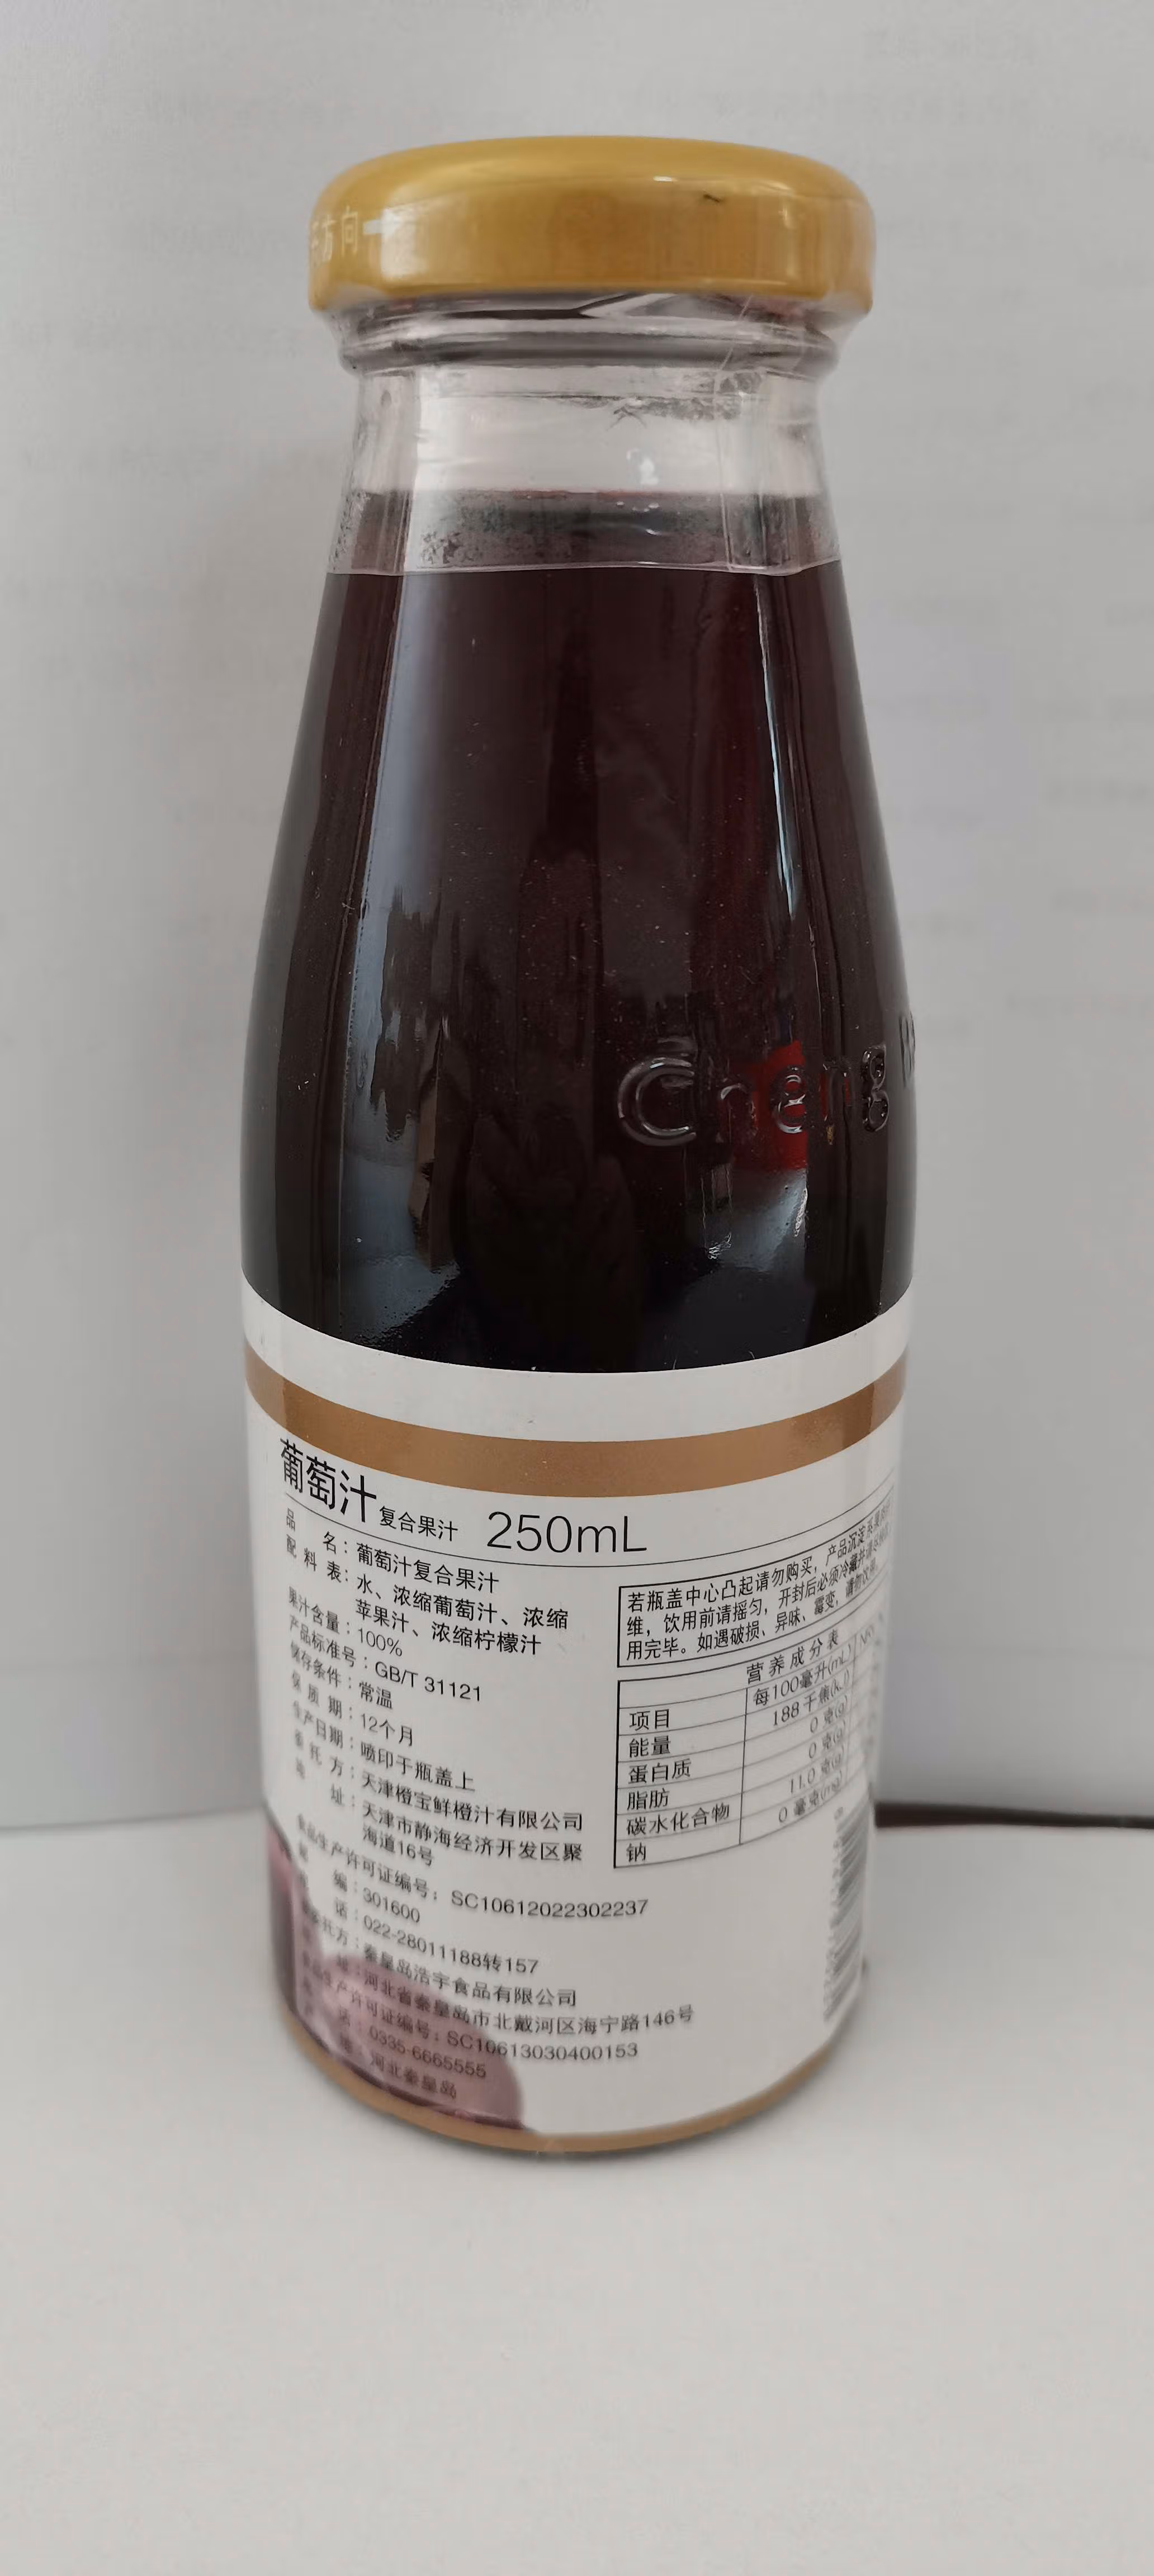 方向
Cheng
葡萄汁 复合果汁 250mL
品 名：葡萄汁复合果汁
配 料 表：水、浓缩葡萄汁、浓缩
苹果汁、浓缩柠檬汁
果汁含量：100%
产品标准号：GB/T 31121
保存条件：常温
保 质 期：12个月
生产日期：喷印于瓶盖上
委 托 方：天津橙宝鲜橙汁有限公司
地 址：天津市静海经济开发区聚
海道16号
食品生产许可证编号：SC10612022302237
邮 编：301600
电 话：022-28011188转157
受委托方：秦皇岛浩宇食品有限公司
地 址：河北省秦皇岛市北戴河区海宁路146号
食品生产许可证编号：SC10613030400153
电 话：0335-6665555
河北秦皇岛
若瓶盖中心凸起请勿购买，产品沉淀
维，饮用前请摇匀，开封后必须冷藏并
用完毕。如遇破损、异味、霉变，请勿饮用。
营养成分表
项目 每100毫升(mL)
能量 188 千焦(kJ)
蛋白质 0 克(g)
脂肪 0 克(g)
碳水化合物 11.0 克(g)
钠 0 毫克(mg)